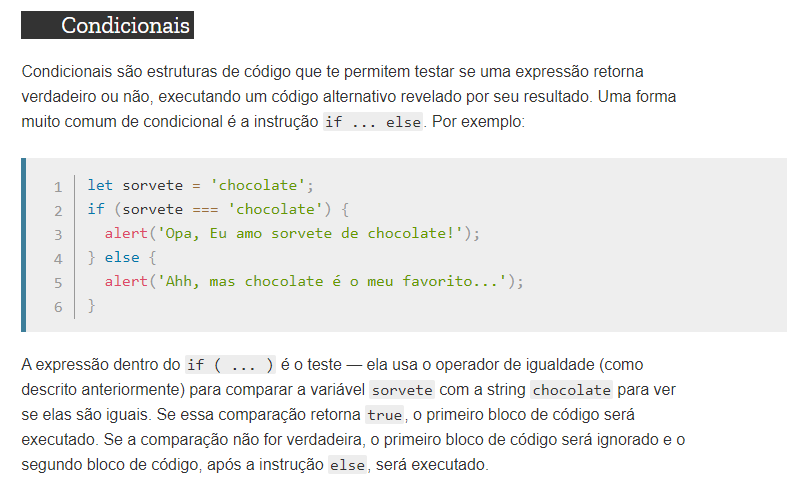 Condicionais
Condicionais são estruturas de código que te permitem testar se uma expressão retorna
verdadeiro ou não, executando um código alternativo revelado por seu resultado. Uma forma
muito comum de condicional é a instrução if ... else. Por exemplo:
1 let sorvete = 'chocolate';
2 if (sorvete === 'chocolate') {
3   alert('Opa, Eu amo sorvete de chocolate!');
4 } else {
5   alert('Ahh, mas chocolate é o meu favorito...');
6 }
A expressão dentro do if ( ... ) é o teste — ela usa o operador de igualdade (como
descrito anteriormente) para comparar a variável sorvete com a string chocolate para ver
se elas são iguais. Se essa comparação retorna true, o primeiro bloco de código será
executado. Se a comparação não for verdadeira, o primeiro bloco de código será ignorado e o
segundo bloco de código, após a instrução else, será executado.